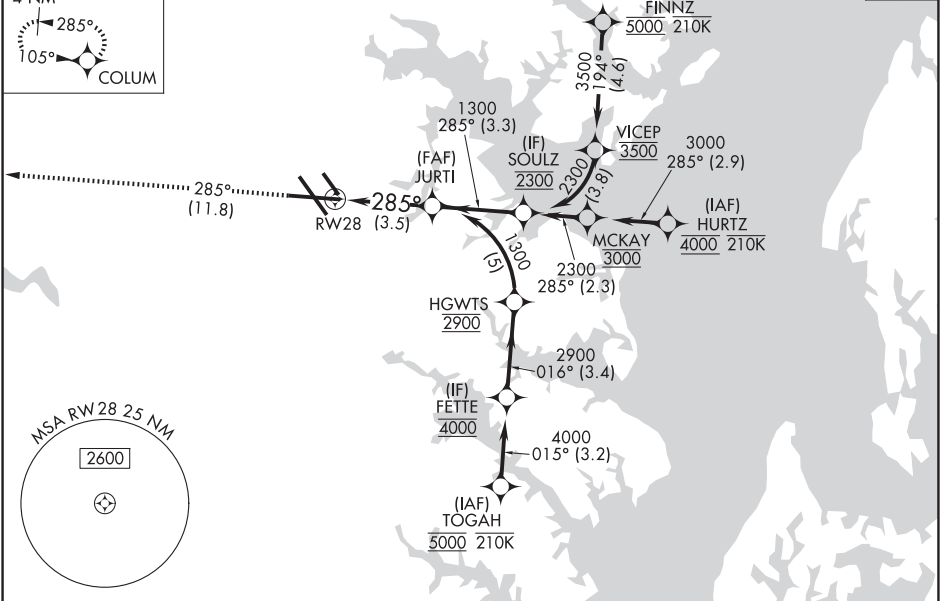 4 NM
285°
105°
COLUM
FINNZ
5000 210K
3500
194°
(4.6)
1300
285° (3.3)
(IF)
SOULZ
2300
VICEP
3500
3000
285° (2.9)
2300
(3.8)
(FAF)
JURTI
285°
(11.8)
RW28
285°
(3.5)
(IAF)
HURTZ
4000 210K
MCKAY
3000
2300
285° (2.3)
1300
(5)
HGWTS
2900
2900
016° (3.4)
(IF)
FETTE
4000
4000
015° (3.2)
(IAF)
TOGAH
5000 210K
MSA RW28 25 NM
2600